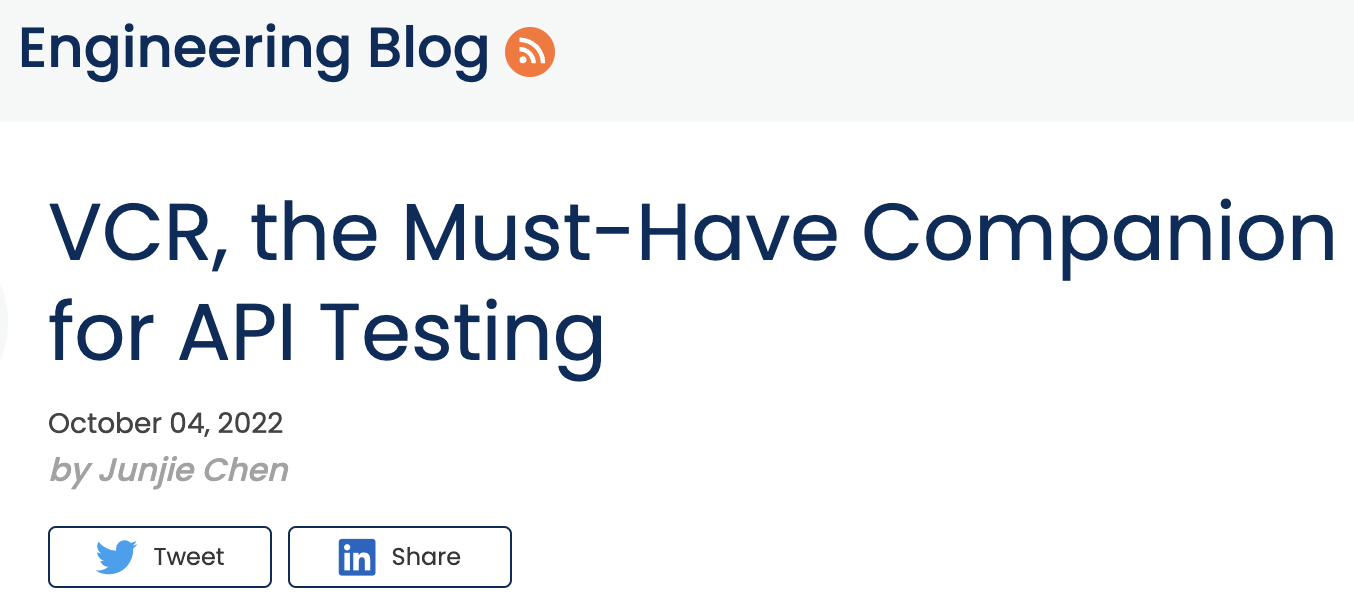 Engineering Blog
VCR, the Must-Have Companion
for API Testing
October 04, 2022
by Junjie Chen
Tweet
in Share